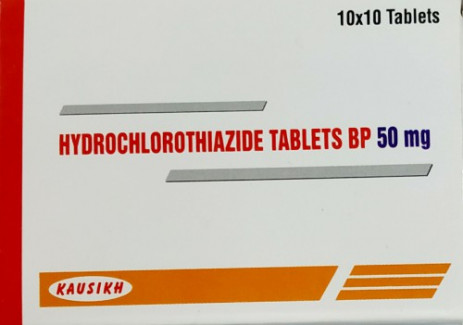 10x10 Tablets
HYDROCHLOROTHIAZIDE TABLETS BP 50 mg
KAUSIKH